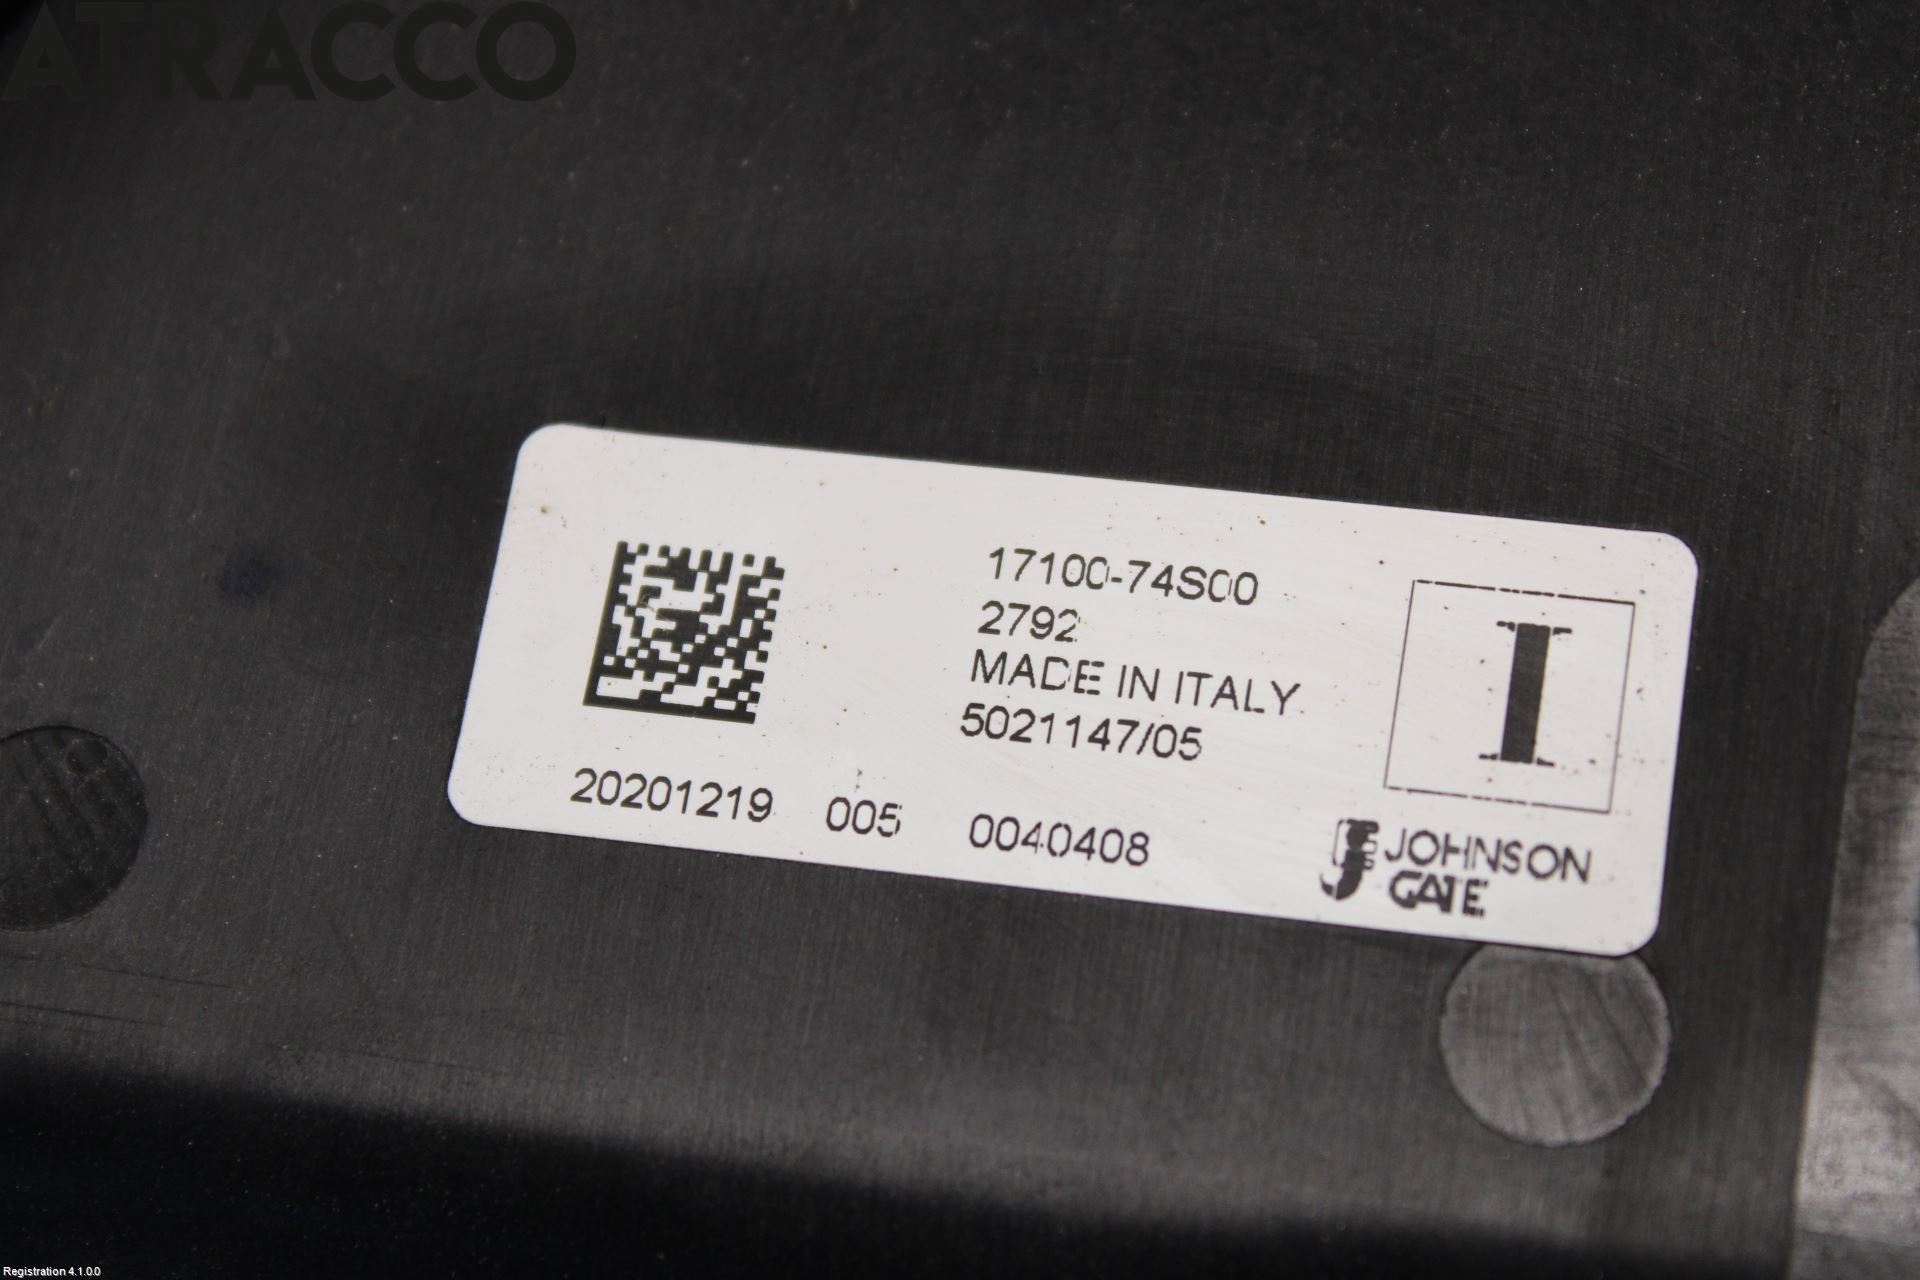 ATRACCO
17100-74S00
2792
MADE IN ITALY
5021147/05
20201219 005 0040408
I
JOHNSON
GATE
Registration 4.1.0.0